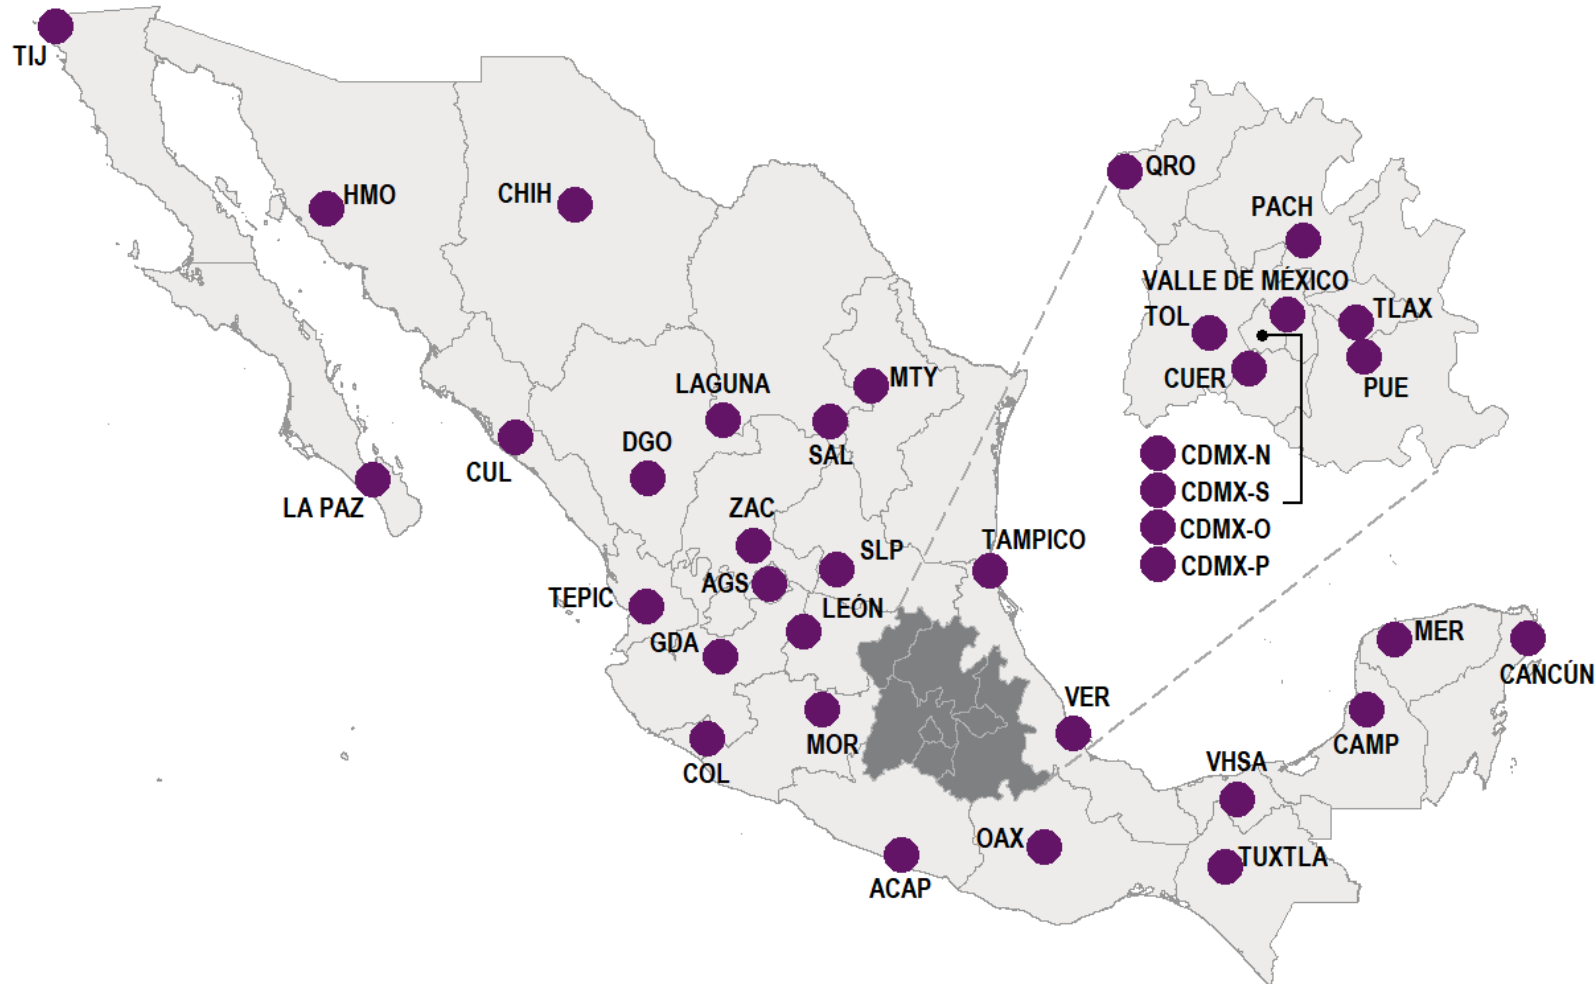 TIJ
HMO
CHIH
QRO
PACH
VALLE DE MÉXICO
TOL
TLAX
CUER
PUE
LAGUNA
MTY
DGO
SAL
CUL
LA PAZ
CDMX-N
CDMX-S
CDMX-O
CDMX-P
ZAC
SLP
TAMPICO
AGS
TEPIC
LEÓN
GDA
MER
CANCÚN
VER
MOR
CAMP
COL
VHSA
OAX
TUXTLA
ACAP